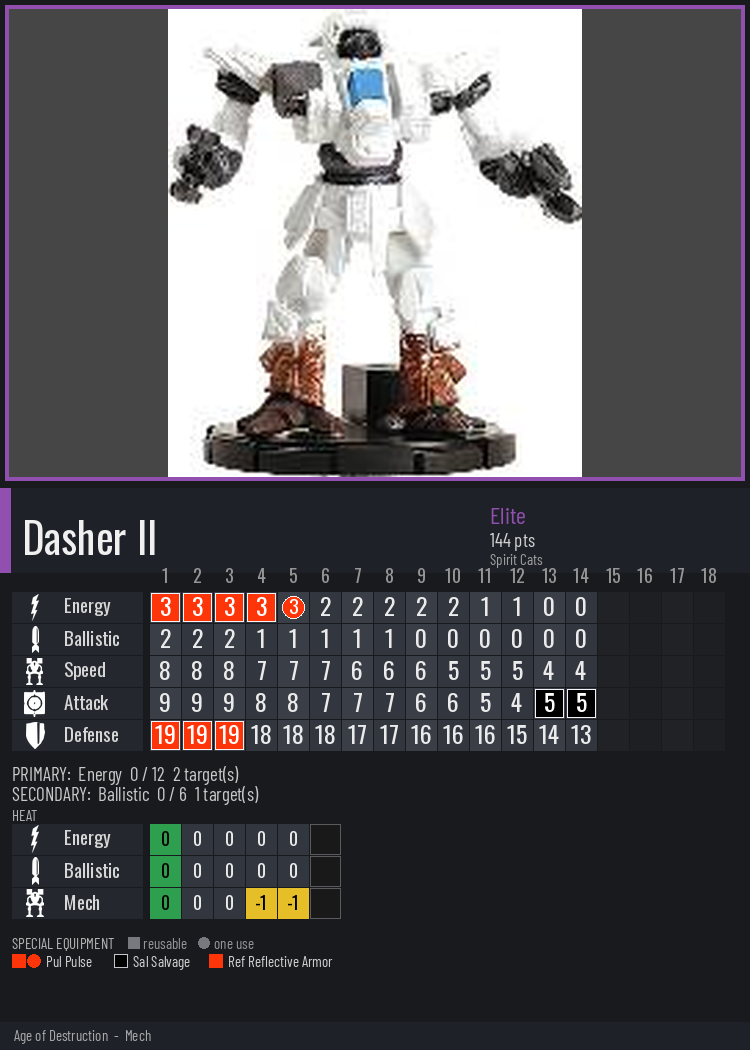 Dasher II
Elite
144 pts
Spirit Cats
1 2 3 4 5 6 7 8 9 10 11 12 13 14 15 16 17 18
Energy 3 3 3 3 3 2 2 2 2 2 1 1 0 0
Ballistic 2 2 2 1 1 1 1 1 0 0 0 0 0 0
Speed 8 8 8 7 7 7 6 6 6 5 5 5 4 4
Attack 9 9 9 8 8 7 7 7 6 6 5 4 5 5
Defense 19 19 19 18 18 18 17 17 16 16 16 15 14 13
PRIMARY: Energy 0 / 12 2 target(s)
SECONDARY: Ballistic 0 / 6 1 target(s)
HEAT
Energy 0 0 0 0 0
Ballistic 0 0 0 0 0
Mech 0 0 0 -1 -1
SPECIAL EQUIPMENT reusable one use
Pul Pulse Sal Salvage Ref Reflective Armor
Age of Destruction - Mech